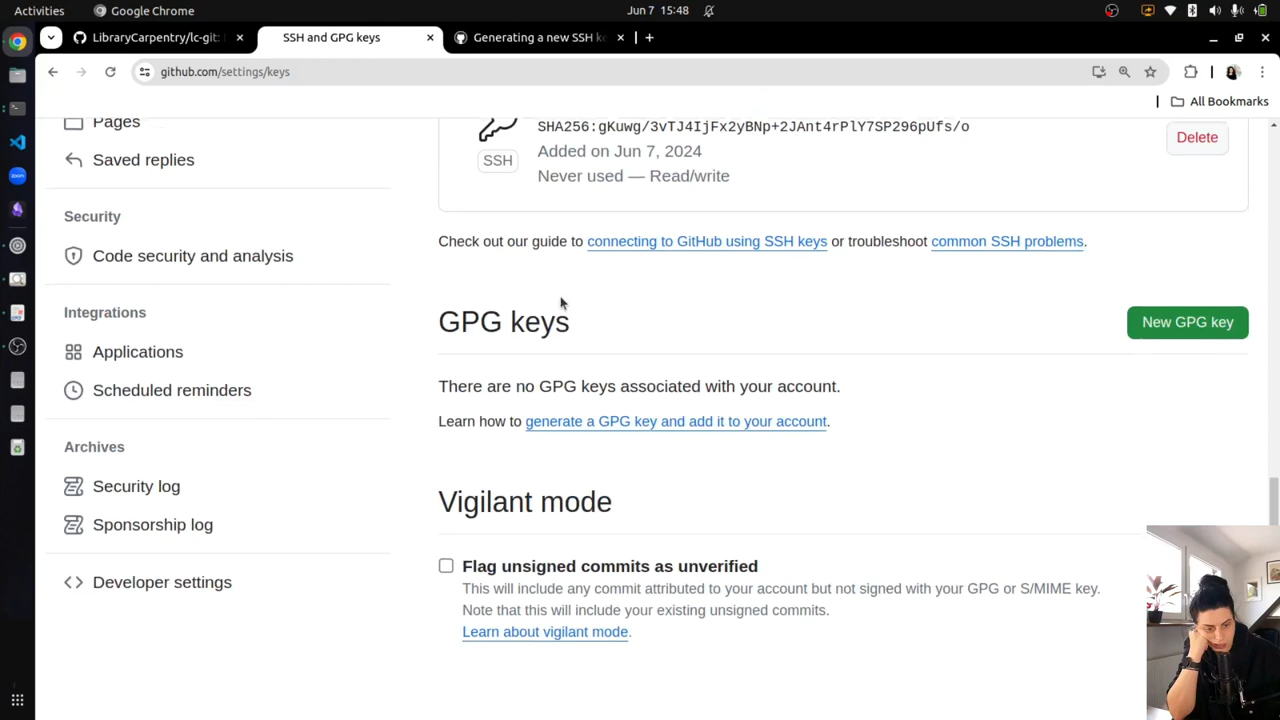 Activities
Google Chrome
Jun 7 15:48
LibraryCarpentry/lc-git:
SSH and GPG keys
Generating a new SSH ke
github.com/settings/keys
All Bookmarks
Pages
Saved replies
Security
Code security and analysis
Integrations
Applications
Scheduled reminders
Archives
Security log
Sponsorship log
Developer settings
SHA256:gKuwg/3vTJ4IjFx2yBNp+2JAnt4rPlY7SP296pUfs/o
SSH
Added on Jun 7, 2024
Never used — Read/write
Delete
Check out our guide to connecting to GitHub using SSH keys or troubleshoot common SSH problems.
GPG keys
New GPG key
There are no GPG keys associated with your account.
Learn how to generate a GPG key and add it to your account.
Vigilant mode
Flag unsigned commits as unverified
This will include any commit attributed to your account but not signed with your GPG or S/MIME key.
Note that this will include your existing unsigned commits.
Learn about vigilant mode.
zoom